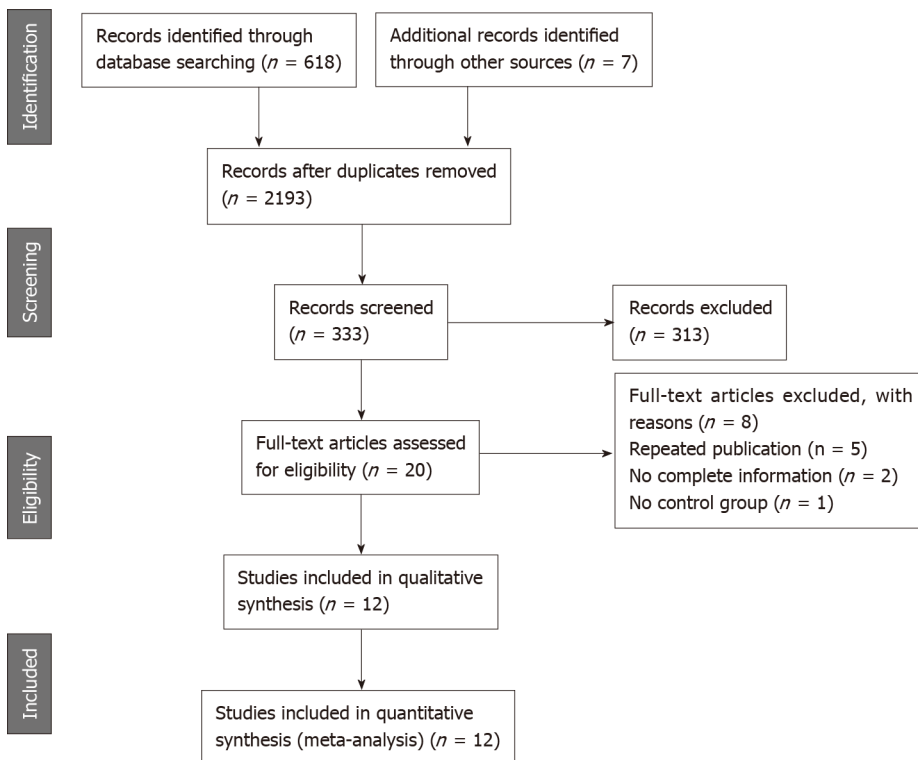 Identification
Records identified through
database searching (n = 618)
Additional records identified
through other sources (n = 7)
Records after duplicates removed
(n = 2193)
Screening
Records screened
(n = 333)
Records excluded
(n = 313)
Eligibility
Full-text articles assessed
for eligibility (n = 20)
Full-text articles excluded, with
reasons (n = 8)
Repeated publication (n = 5)
No complete information (n = 2)
No control group (n = 1)
Studies included in qualitative
synthesis (n = 12)
Included
Studies included in quantitative
synthesis (meta-analysis) (n = 12)